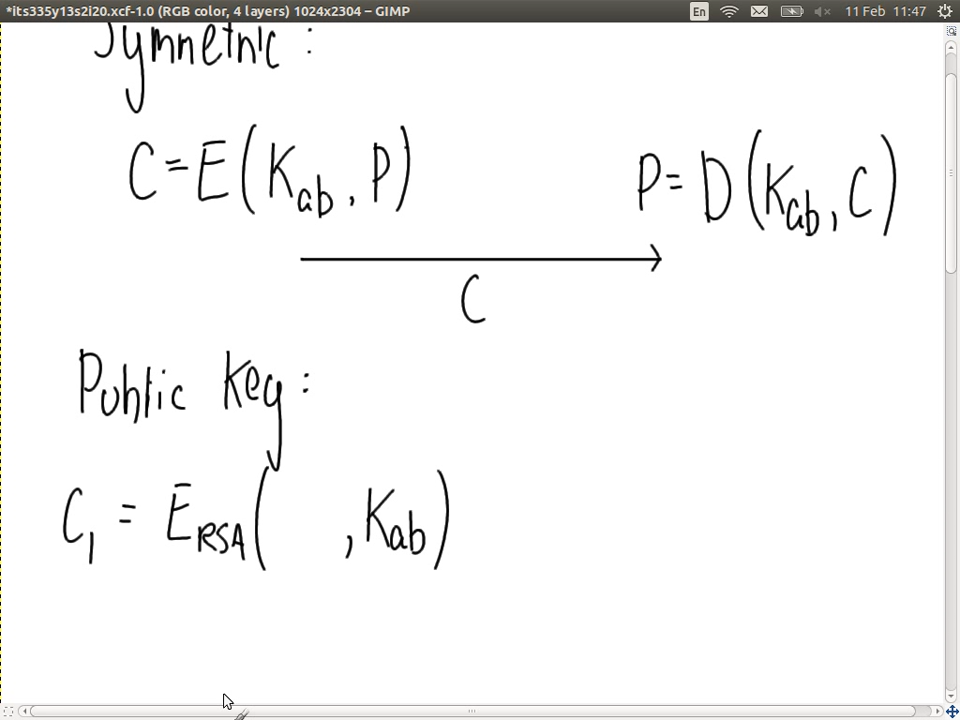 *its335y13s2i20.xcf-1.0 (RGB color, 4 layers) 1024x2304 – GIMP En 11 Feb 11:47
Symmetric :
C = E(Kab, P) P = D(Kab, C)
C
Public Key :
C1 = ERSA( , Kab)